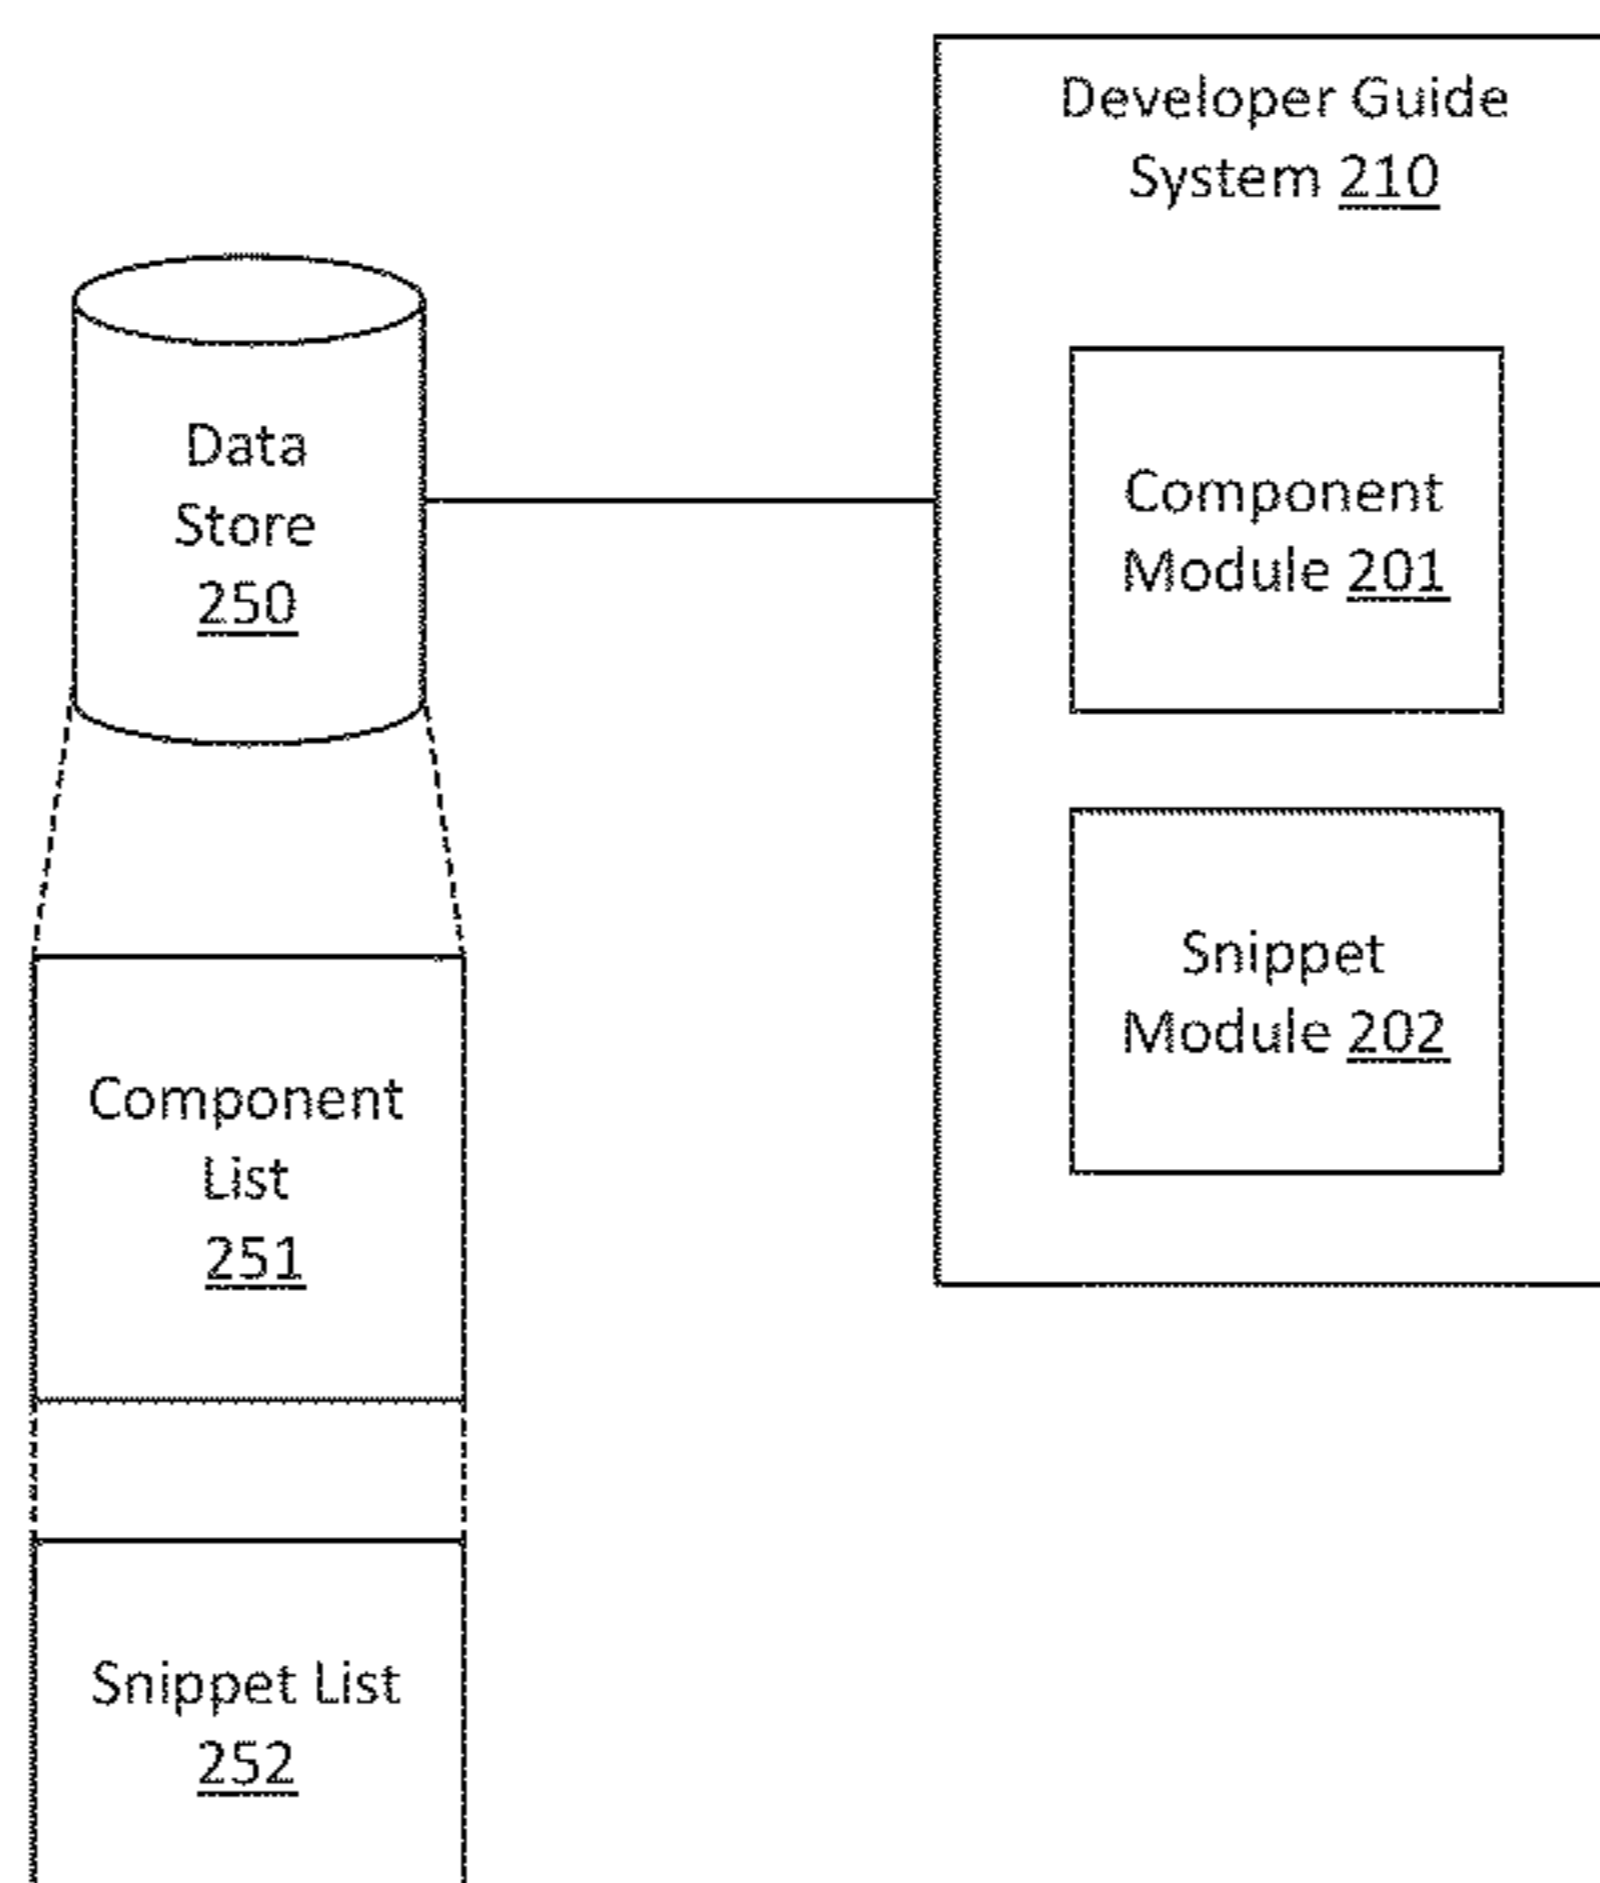 Developer Guide
System 210
Data
Store
250
Component
Module 201
Snippet
Module 202
Component
List
251
Snippet List
252